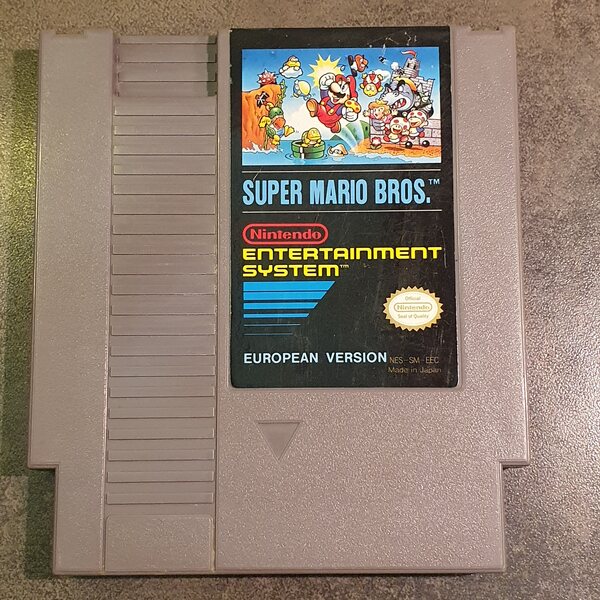 SUPER MARIO BROS.™
Nintendo
ENTERTAINMENT
SYSTEM™
Official
Nintendo
Seal of Quality
EUROPEAN VERSION NES-SM-EEC
Made in Japan